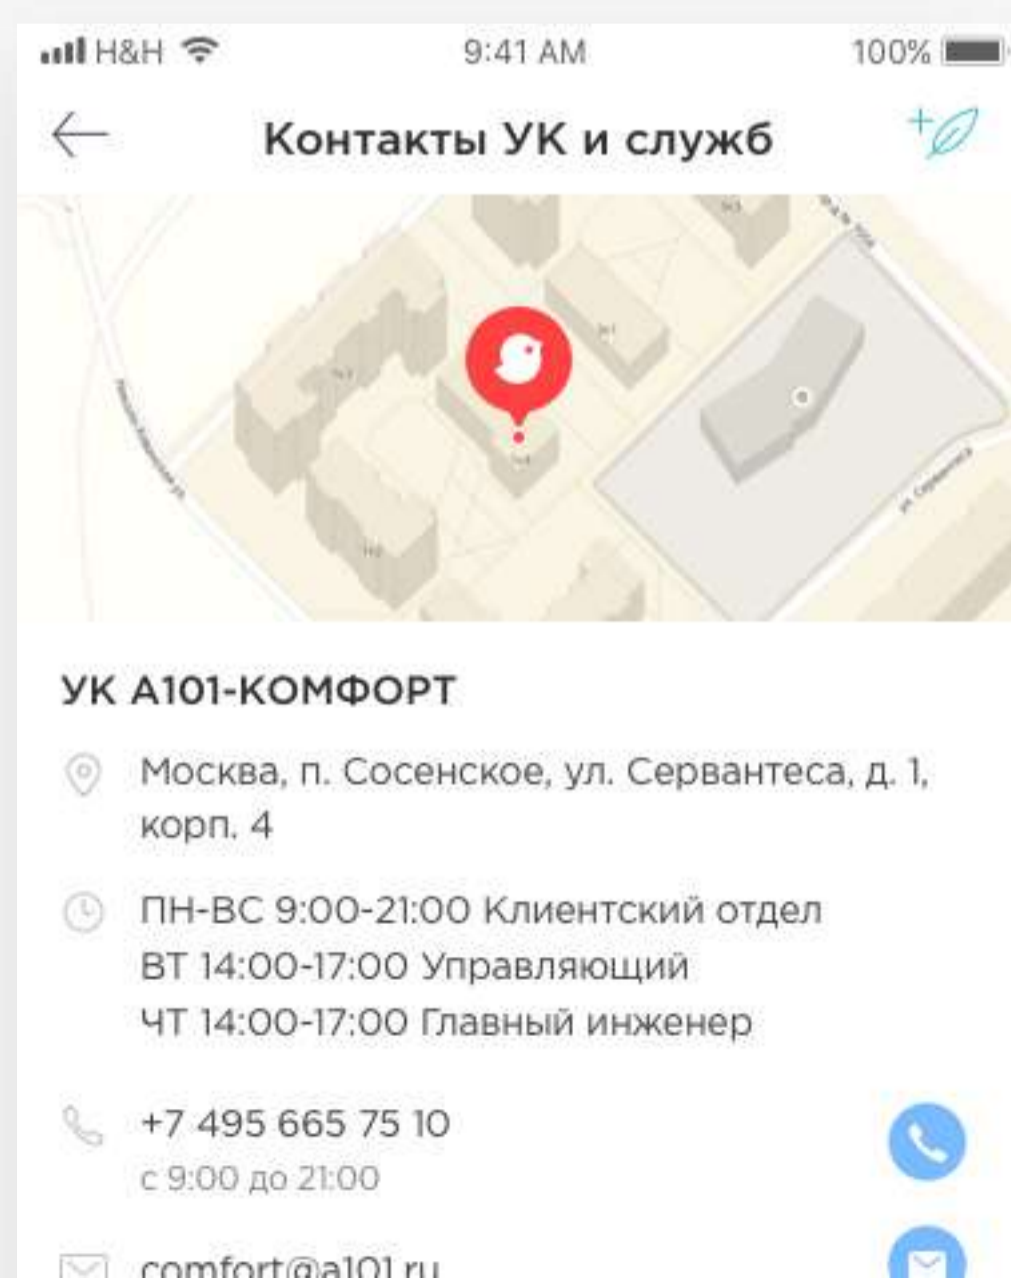 H&H 9:41 AM 100%
Контакты УК и служб
ул. Сервантеса
УК А101-КОМФОРТ
Москва, п. Сосенское, ул. Сервантеса, д. 1,
корп. 4
ПН-ВС 9:00-21:00 Клиентский отдел
ВТ 14:00-17:00 Управляющий
ЧТ 14:00-17:00 Главный инженер
+7 495 665 75 10
с 9:00 до 21:00
comfort@a101.ru